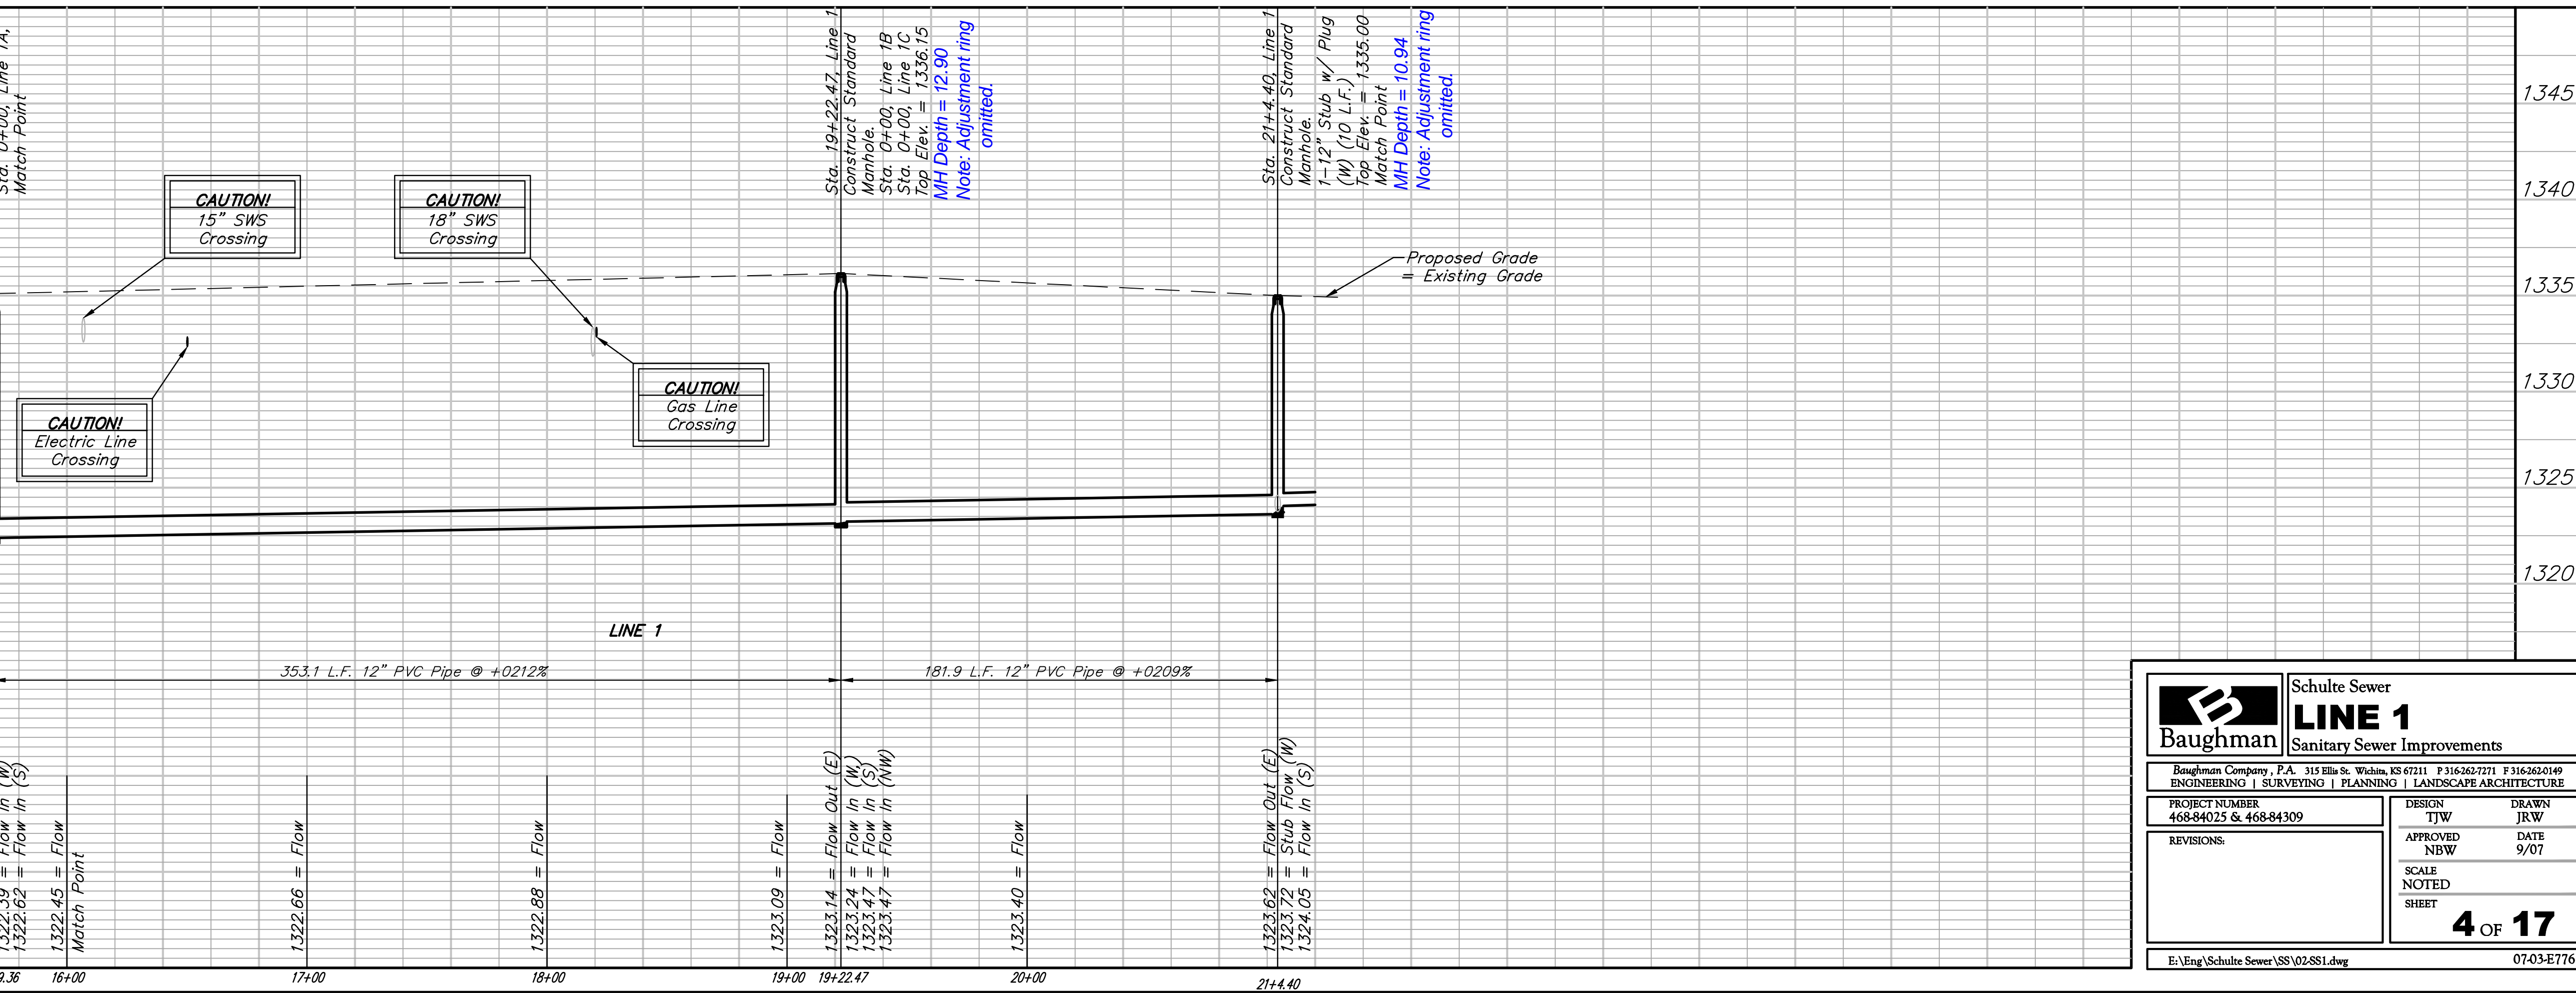 Sta. 0+00, Line 1A,
Match Point
CAUTION!
15" SWS
Crossing
CAUTION!
18" SWS
Crossing
CAUTION!
Electric Line
Crossing
CAUTION!
Gas Line
Crossing
Sta. 19+22.47, Line 1
Construct Standard
Manhole.
Sta. 0+00, Line 1B
Sta. 0+00, Line 1C
Top Elev. = 1336.15
MH Depth = 12.90
Note: Adjustment ring
omitted.
Sta. 21+4.40, Line 1
Construct Standard
Manhole.
1-12" Stub w/ Plug
(W) (10 L.F.)
Top Elev. = 1335.00
Match Point
MH Depth = 10.94
Note: Adjustment ring
omitted.
Proposed Grade
= Existing Grade
1345
1340
1335
1330
1325
1320
LINE 1
353.1 L.F. 12" PVC Pipe @ +0212%
181.9 L.F. 12" PVC Pipe @ +0209%
1322.39 = Flow In (W)
1322.62 = Flow In (S)
1322.45 = Flow
Match Point
1322.66 = Flow
1322.88 = Flow
1323.09 = Flow
1323.14 = Flow Out (E)
1323.24 = Flow In (W,)
1323.47 = Flow In (S)
1323.47 = Flow In (NW)
1323.40 = Flow
1323.62 = Flow Out (E)
1323.72 = Stub Flow (W)
1324.05 = Flow In (S)
16+00
17+00
18+00
19+00
19+22.47
20+00
21+4.40
Baughman
Schulte Sewer
LINE 1
Sanitary Sewer Improvements
Baughman Company, P.A. 315 Ellis St. Wichita, KS 67211 P 316-262-7271 F 316-262-0149
ENGINEERING | SURVEYING | PLANNING | LANDSCAPE ARCHITECTURE
PROJECT NUMBER
468-84025 & 468-84309
REVISIONS:
DESIGN
TJW
DRAWN
JRW
APPROVED
NBW
DATE
9/07
SCALE
NOTED
SHEET
4 OF 17
E:\Eng\Schulte Sewer\SS\02-SS1.dwg
07-03-E776